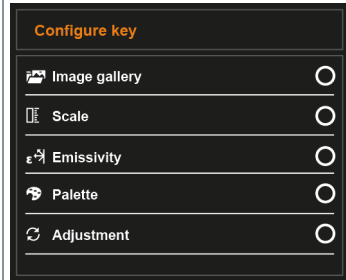 Configure key
Image gallery
Scale
ε Emissivity
Palette
Adjustment